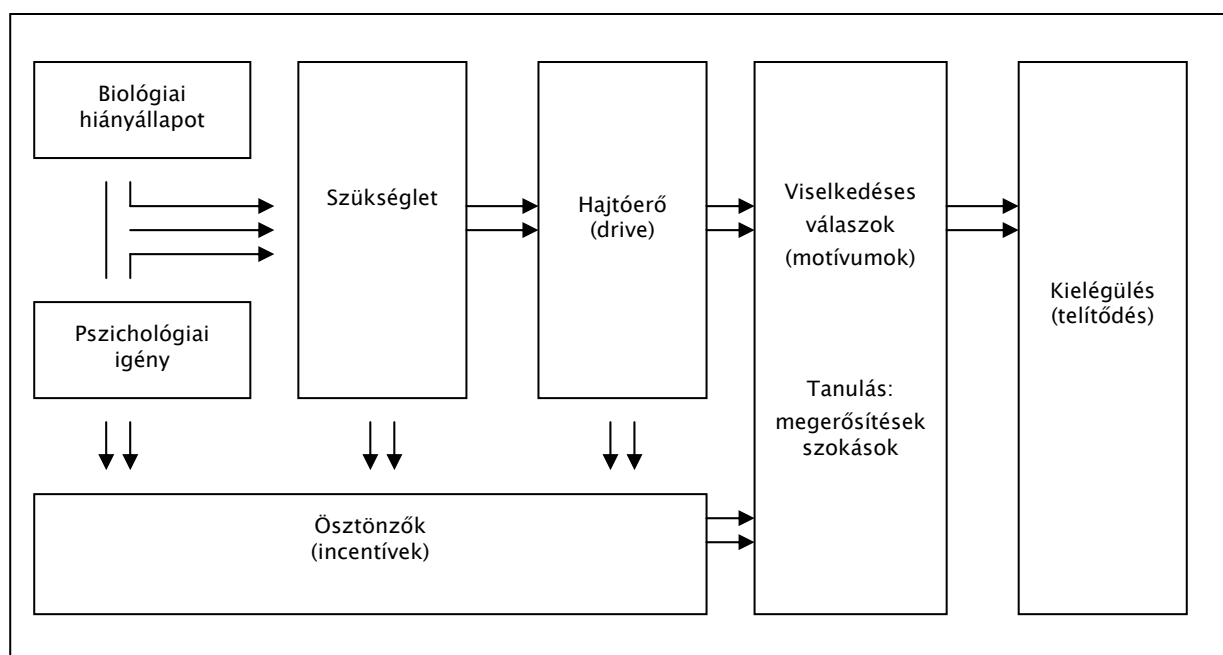 Biológiai
hiányállapot
Pszichológiai
igény
Szükséglet
Hajtóerő
(drive)
Viselkedéses
válaszok
(motívumok)
Tanulás:
megerősítések
szokások
Kielégülés
(telítődés)
Ösztönzők
(incentívek)